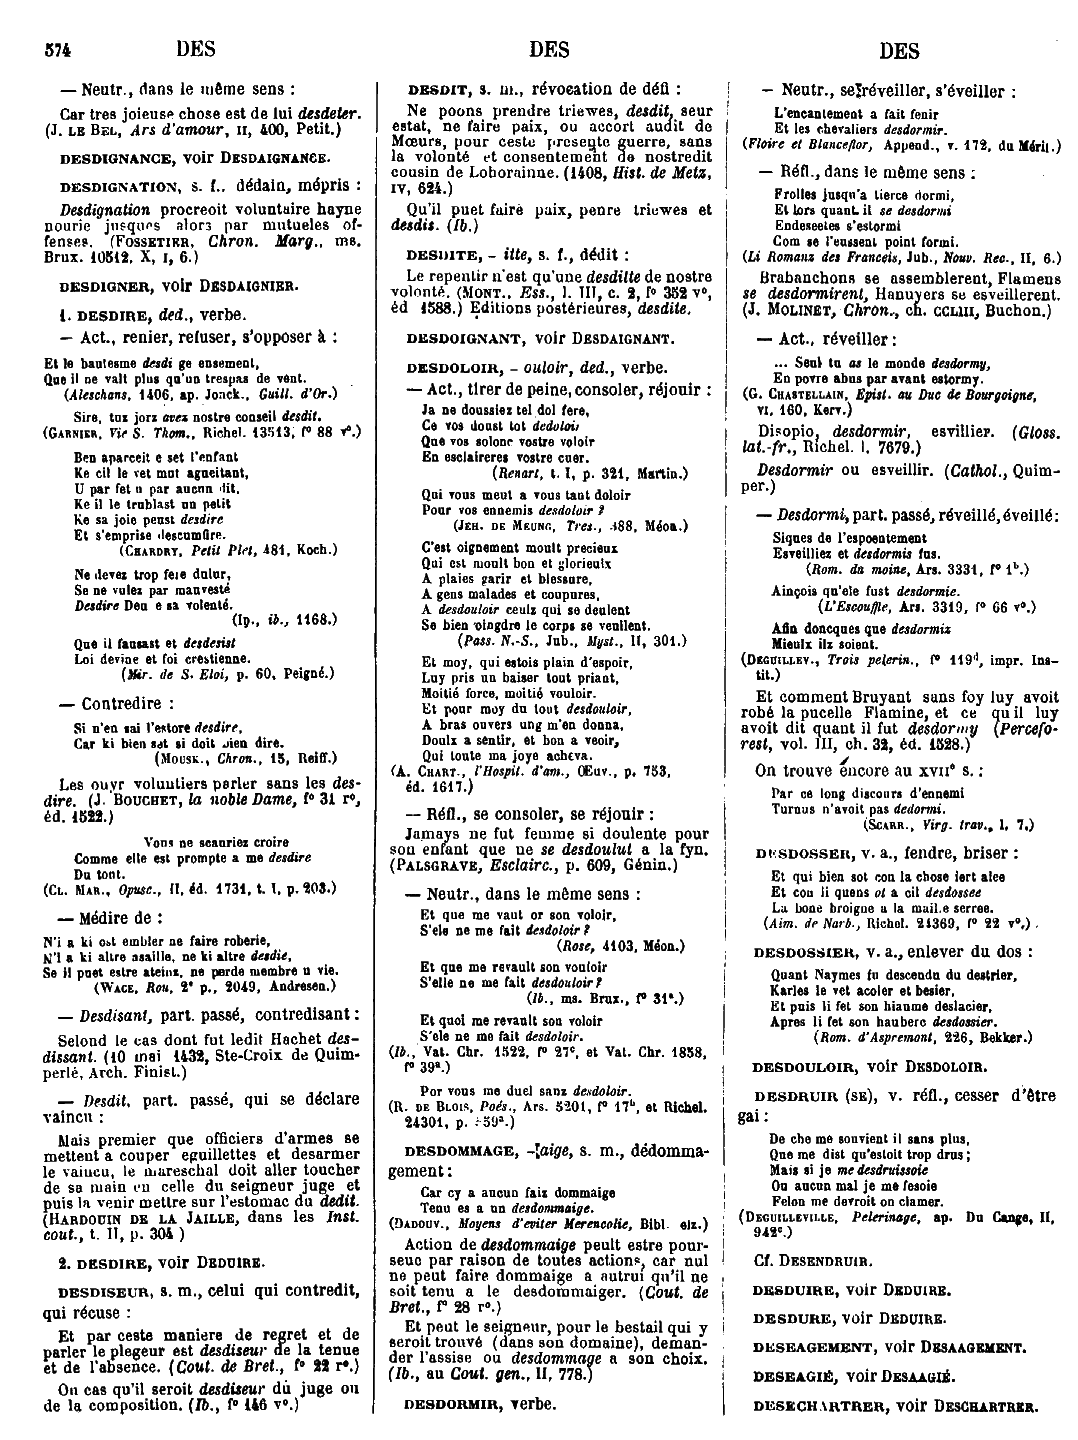 574 DES DES DES
— Neutr., dans le même sens :
Car tres joieuse chose est de lui desdeter.
(J. LE BEL, Ars d'amour, II, 400, Petit.)
DESDIGNANCE, voir DESDAIGNANCE.
DESDIGNATION, s. f., dédain, mépris :
Desdignation procreoit voluntaire hayne
nourie jusques alors par mutueles of-
fenses. (FOSSETIER, Chron. Marg., ms.
Brux. 10512, X, I, 6.)
DESDIGNER, voir DESDAIGNIER.
1. DESDIRE, ded., verbe.
— Act., renier, refuser, s'opposer à :
Et le bautesme desdi ge ensement,
Que il ne valt plus qu'un trespas de vent.
(Aleschans, 1406, ap. Jonck., Guill. d'Or.)
Sire, tuz jorz avez nostre conseil desdit.
(GARNIER, Vie S. Thom., Richel. 13513, f° 88 v°.)
Ben aparceit e set l'enfant
Ke cil le vet mut agueitant,
U par fet u par aucun dit,
Ke il le trublast un petit
Ke sa joie peust desdire
Et s'emprise descumfire.
(CHARDRY, Petit Plet, 481, Koch.)
Ne devez trop feie dulur,
Se ne vulez par mauvesté
Desdire Deu e sa volenté.
(ID., ib., 1168.)
Que il fausast et desdeist
Loi devine et foi crestienne.
(Mir. de S. Eloi, p. 60, Peigné.)
— Contredire :
Si n'en sai l'estore desdire,
Car ki bien set si doit bien dire.
(MOUSK., Chron., 15, Reiff.)
Les ouyr voluntiers parler sans les des-
dire. (J. BOUCHET, la noble Dame, f° 31 r°,
éd. 1522.)
Vous ne scauriez croire
Comme elle est prompte a me desdire
Du tout.
(CL. MAR., Opusc., II, éd. 1731, t. I, p. 203.)
— Médire de :
N'i a ki ost embler ne faire roberie,
N'i a ki altre asaille, ne ki altre desdie,
Se il puet estre ateinz, ne perde membre u vie.
(WACE, Rou, 2° p., 2049, Andresen.)
— Desdisant, part. passé, contredisant :
Selond le cas dont fut ledit Hachet des-
dissant. (10 mai 1432, Ste-Croix de Quim-
perlé, Arch. Finist.)
— Desdit, part. passé, qui se déclare
vaincu :
Mais premier que officiers d'armes se
mettent a couper eguillettes et desarmer
le vaincu, le mareschal doit aller toucher
de sa main en celle du seigneur juge et
puis la venir mettre sur l'estomac du dedit.
(HARDOUIN DE LA JAILLE, dans les Inst.
cout., t. II, p. 304 )
2. DESDIRE, voir DEDUIRE.
DESDISEUR, s. m., celui qui contredit,
qui récuse :
Et par ceste maniere de regret et de
parler le plegeur est desdiseur de la tenue
et de l'absence. (Cout. de Bret., f° 22 r°.)
On cas qu'il seroit desdiseur du juge ou
de la composition. (Ib., f° 146 v°.)
DESDIT, s. m., révocation de défi :
Ne poons prendre triewes, desdit, seur
estat, ne faire paix, ou accort audit de
Mœurs, pour ceste presente guerre, sans
la volonté et consentement de nostredit
cousin de Lohorainne. (1408, Hist. de Metz,
IV, 624.)
Qu'il puet faire paix, penre triewes et
desdis. (Ib.)
DESDITE, - itte, s. f., dédit :
Le repentir n'est qu'une desditte de nostre
volonté. (MONT., Ess., l. III, c. 2, f° 352 v°,
éd 1588.) Editions postérieures, desdite.
DESDOIGNANT, voir DESDAIGNANT.
DESDOLOIR, - ouloir, ded., verbe.
— Act., tirer de peine, consoler, réjouir :
Ja ne doussiez tel dol fere,
Ce vos doust tot dedoloir
Que vos solonc vostre voloir
En esclaireres vostre cuer.
(Renart, t. I, p. 321, Martin.)
Qui vous meut a vous tant doloir
Pour vos ennemis desdoloir ?
(JEH. DE MEUNG, Tres., 488, Méon.)
C'est oignement moult precieux
Qui est moult bon et glorieulx
A plaies garir et blessure,
A gens malades et coupures,
A desdouloir ceulz qui se deulent
Se bien oingdre le corps se veullent.
(Pass. N.-S., Jub., Myst., II, 301.)
Et moy, qui estois plain d'espoir,
Luy pris un baiser tout priant,
Moitié force, moitié vouloir.
Et pour moy du tout desdouloir,
A bras ouvers ung m'en donna,
Doulx a sentir, et bon a veoir,
Qui toute ma joye acheva.
(A. CHART., l'Hospit. d'am., Œuv., p. 753,
éd. 1617.)
— Réfl., se consoler, se réjouir :
Jamays ne fut femme si doulente pour
son enfant que ne se desdoulut a la fyn.
(PALSGRAVE, Esclairc., p. 609, Génin.)
— Neutr., dans le même sens :
Et que me vaut or son voloir,
S'ele ne me fait desdoloir ?
(Rose, 4103, Méon.)
Et que me revault son vouloir
S'elle ne me fait desdouloir ?
(Ib., ms. Brux., f° 31ª.)
Et quoi me revault son voloir
S'ele ne me fait desdoloir.
(Ib., Vat. Chr. 1522, f° 27ᶜ, et Vat. Chr. 1858,
f° 39ª.)
Por vous me duel sanz desdoloir.
(R. DE BLOIS, Poés., Ars. 5201, f° 17ᵇ, et Richel.
24301, p. 59ª.)
DESDOMMAGE, - aige, s. m., dédomma-
gement :
Car cy a aucun faiz dommaige
Tenu es a un desdommaige.
(DADOUV., Moyens d'eviter Merencolie, Bibl. elz.)
Action de desdommaige peult estre pour-
seuc par raison de toutes actions, car nul
ne peut faire dommaige a autrui qu'il ne
soit tenu a le desdommaiger. (Cout. de
Bret., f° 28 r°.)
Et peut le seigneur, pour le bestail qui y
seroit trouvé (dans son domaine), deman-
der l'assise ou desdommage a son choix.
(Ib., au Cout. gen., II, 778.)
DESDORMIR, verbe.
— Neutr., se réveiller, s'éveiller :
L'encantement a fait fenir
Et les chevaliers desdormir.
(Floire et Blanceflor, Append., v. 172, du Méril.)
— Réfl., dans le même sens :
Frolles jusqu'a tierce dormi,
Et lors quant il se desdormi
Endeseeles s'estormi
Com se l'eussent point formi.
(Li Romanz des Franceis, Jub., Nouv. Rec., II, 6.)
Brabanchons se assemblerent, Flamens
se desdormirent, Hanuyers se esveillerent.
(J. MOLINET, Chron., ch. CCLIII, Buchon.)
— Act., réveiller :
... Seul tu as le monde desdormy,
En povre abus par avant estormy.
(G. CHASTELLAIN, Epist. au Duc de Bourgoigne,
VI, 160, Kerv.)
Disopio, desdormir, esvillier. (Gloss.
lat.-fr., Richel. l. 7679.)
Desdormir ou esveillir. (Cathol., Quim-
per.)
— Desdormi, part. passé, réveillé, éveillé :
Siques de l'espoentement
Esveilliez et desdormis fus.
(Rom. du moine, Ars. 3331, f° 1ᵇ.)
Ainçois qu'ele fust desdormie.
(L'Escouffle, Ars. 3319, f° 66 v°.)
Afin doncques que desdormiz
Mieulx ilz soient.
(DEGUILLEV., Trois pelerin., f° 119ᵈ, impr. Ins-
tit.)
Et comment Bruyant sans foy luy avoit
robé la pucelle Flamine, et ce qu il luy
avoit dit quant il fut desdormy (Percefo-
rest, vol. III, ch. 32, éd. 1528.)
On trouve encore au XVIIᵉ s. :
Par ce long discours d'ennemi
Turnus n'avoit pas dedormi.
(SCARR., Virg. trav., l. 7.)
DESDOSSER, v. a., fendre, briser :
Et qui bien sot con la chose iert alee
Et cou li quens ot a cil desdossee
La bone broigne u la maile serree.
(Aim. de Narb., Richel. 24369, f° 22 v°.)
DESDOSSIER, v. a., enlever du dos :
Quant Naymes fu descendu du destrier,
Karles le vet acoler et besier,
Et puis li fet son hiaume deslacier,
Apres li fet son hauberc desdossier.
(Rom. d'Aspremont, 226, Bekker.)
DESDOULOIR, voir DESDOLOIR.
DESDRUIR (SE), v. réfl., cesser d'être
gai :
De che me souvient il sans plus,
Que me dist qu'estoit trop drus ;
Mais si je me desdruissoie
Ou aucun mal je me fesoie
Felon me devroit on clamer.
(DEGUILLEVILLE, Pelerinage, ap. Du Cange, II,
942ᶜ.)
Cf. DESENDRUIR.
DESDUIRE, voir DEDUIRE.
DESDURE, voir DEDUIRE.
DESEAGEMENT, voir DESAAGEMENT.
DESEAGIÉ, voir DESAAGIÉ.
DESECHARTRER, voir DESCHARTRER.